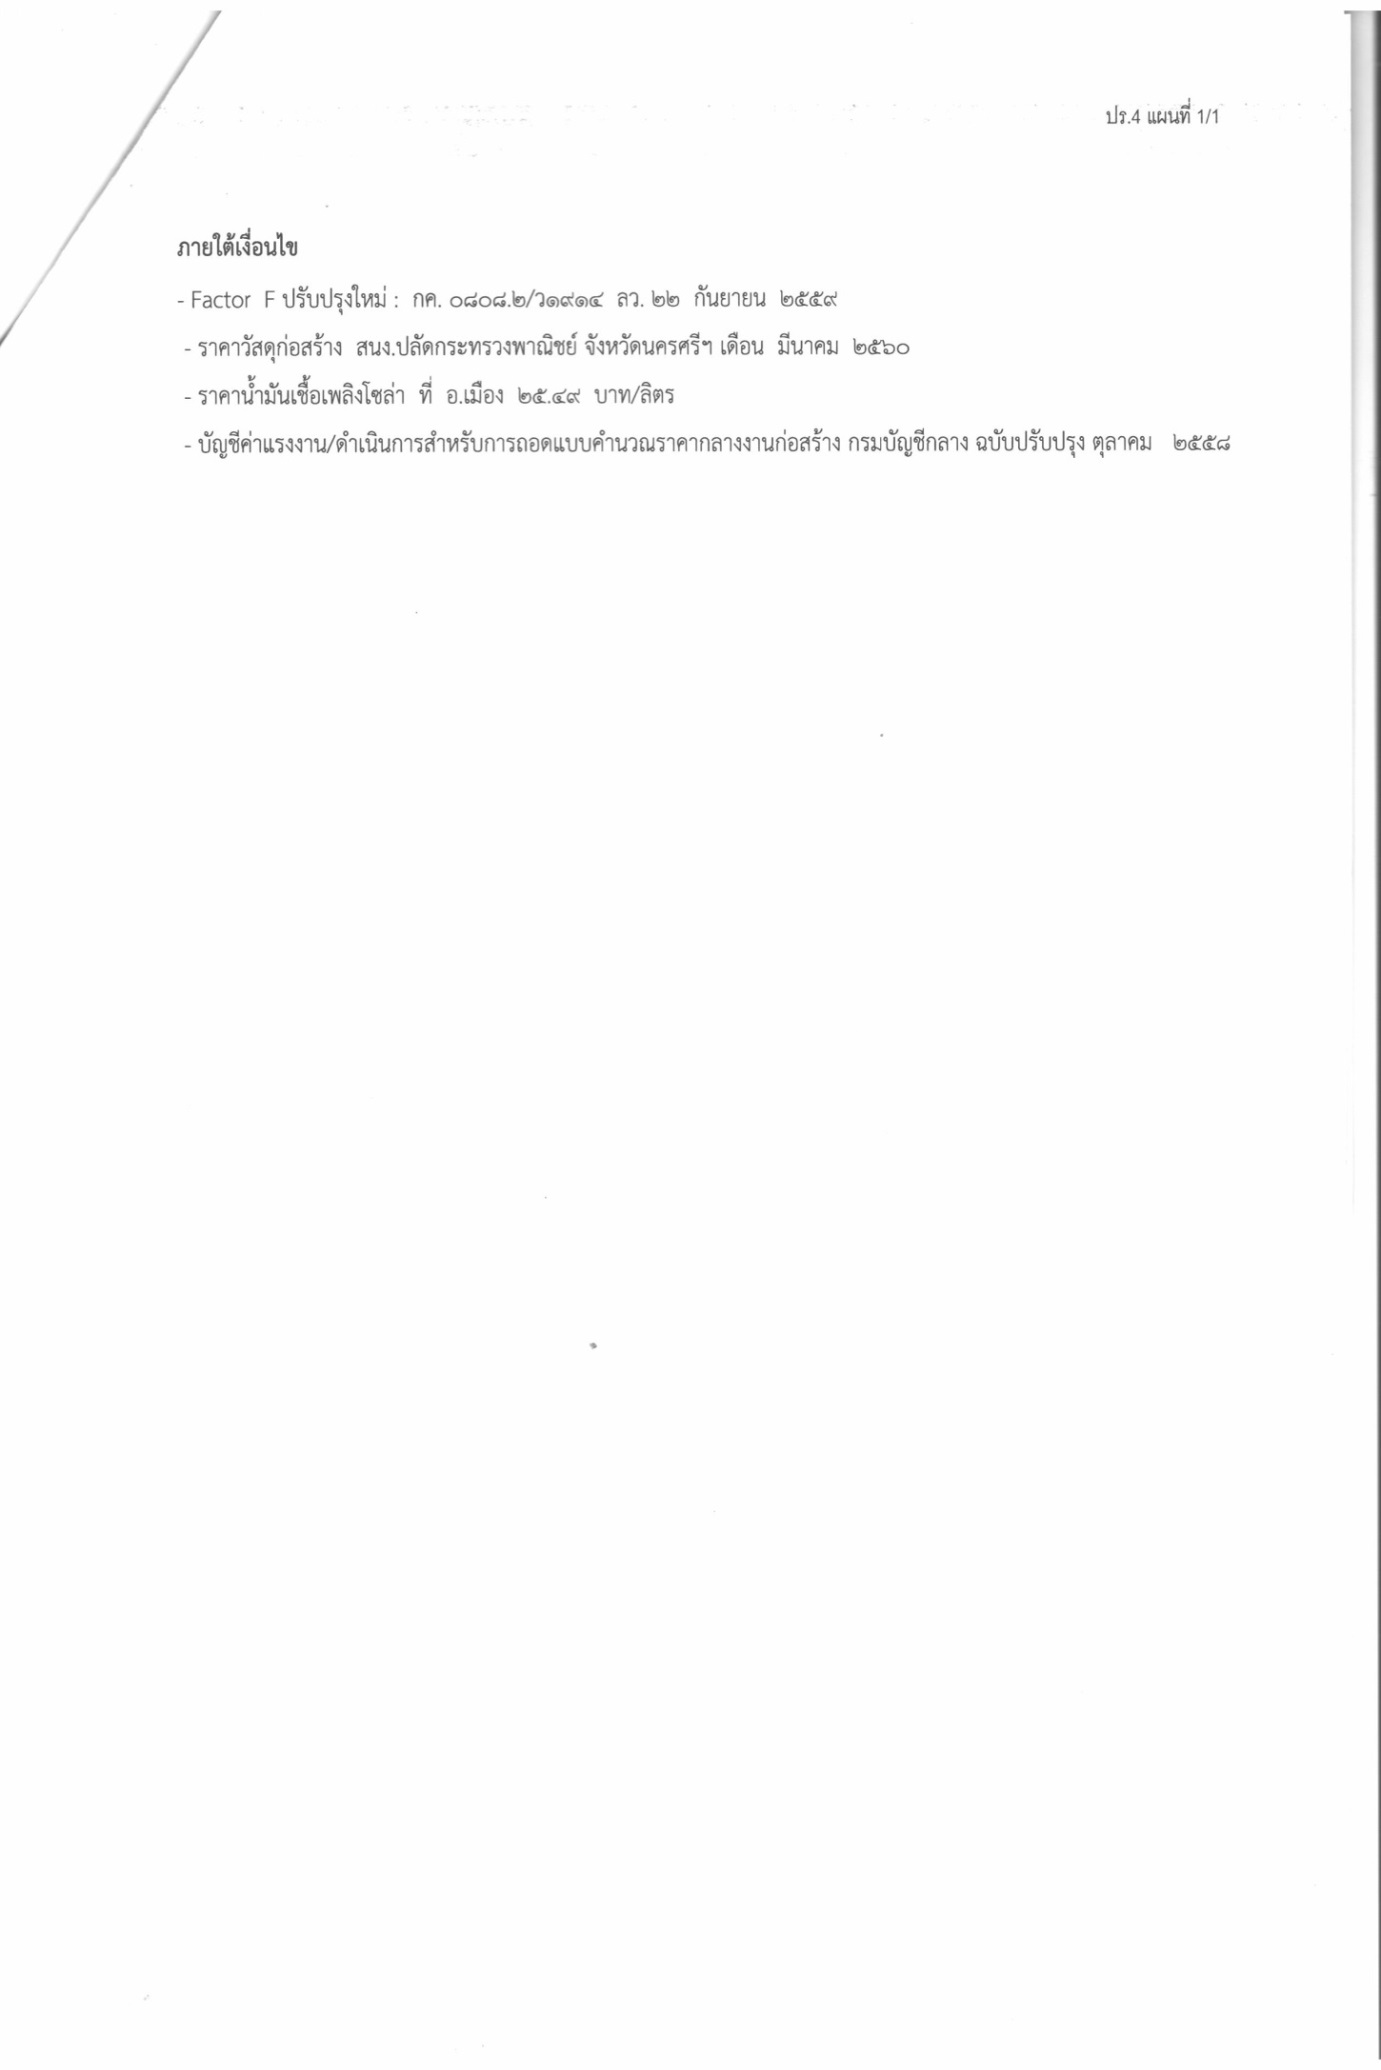 ปร.4 แผนที่ 1/1
ภายใต้เงื่อนไข
- Factor F ปรับปรุงใหม่ : กค. ๐๘๐๘.๒/ว๑๙๑๔ ลว. ๒๒ กันยายน ๒๕๕๙
- ราคาวัสดุก่อสร้าง สนง.ปลัดกระทรวงพาณิชย์ จังหวัดนครศรีฯ เดือน มีนาคม ๒๕๖๐
- ราคาน้ำมันเชื้อเพลิงโซล่า ที่ อ.เมือง ๒๕.๔๙ บาท/ลิตร
- บัญชีค่าแรงงาน/ดำเนินการสำหรับการถอดแบบคำนวณราคากลางงานก่อสร้าง กรมบัญชีกลาง ฉบับปรับปรุง ตุลาคม ๒๕๕๘